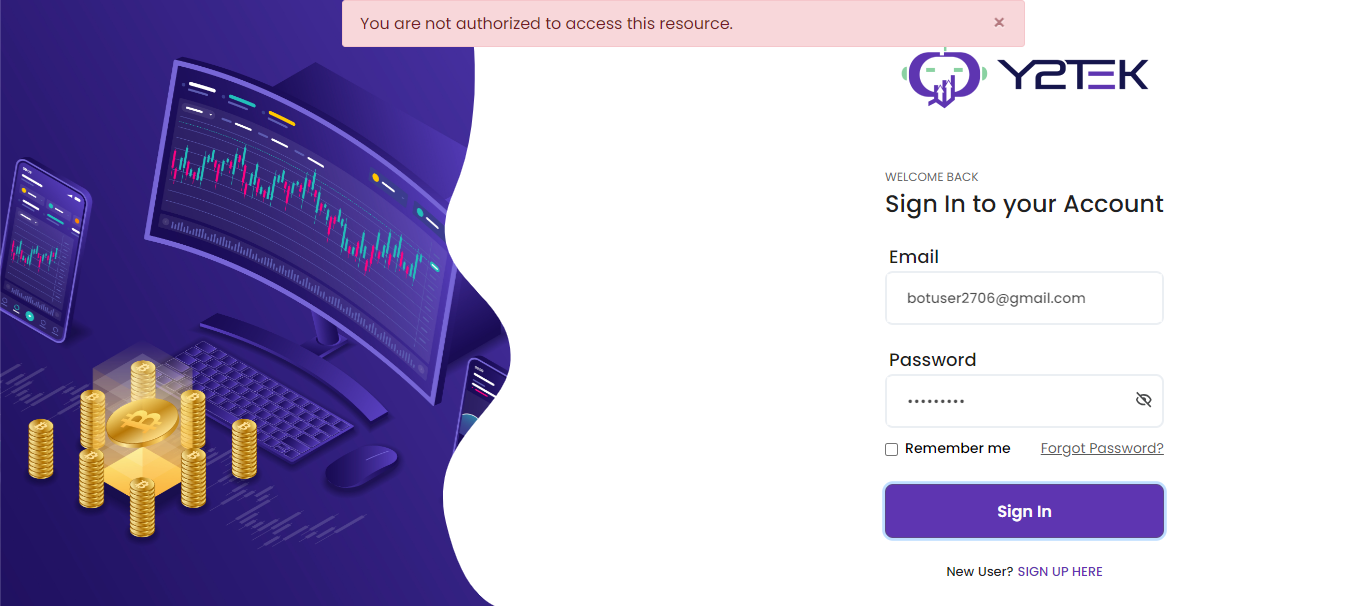 You are not authorized to access this resource. ×
Y2TEK
WELCOME BACK
Sign In to your Account
Email
botuser2706@gmail.com
Password
•••••••••
Remember me Forgot Password?
Sign In
New User? SIGN UP HERE